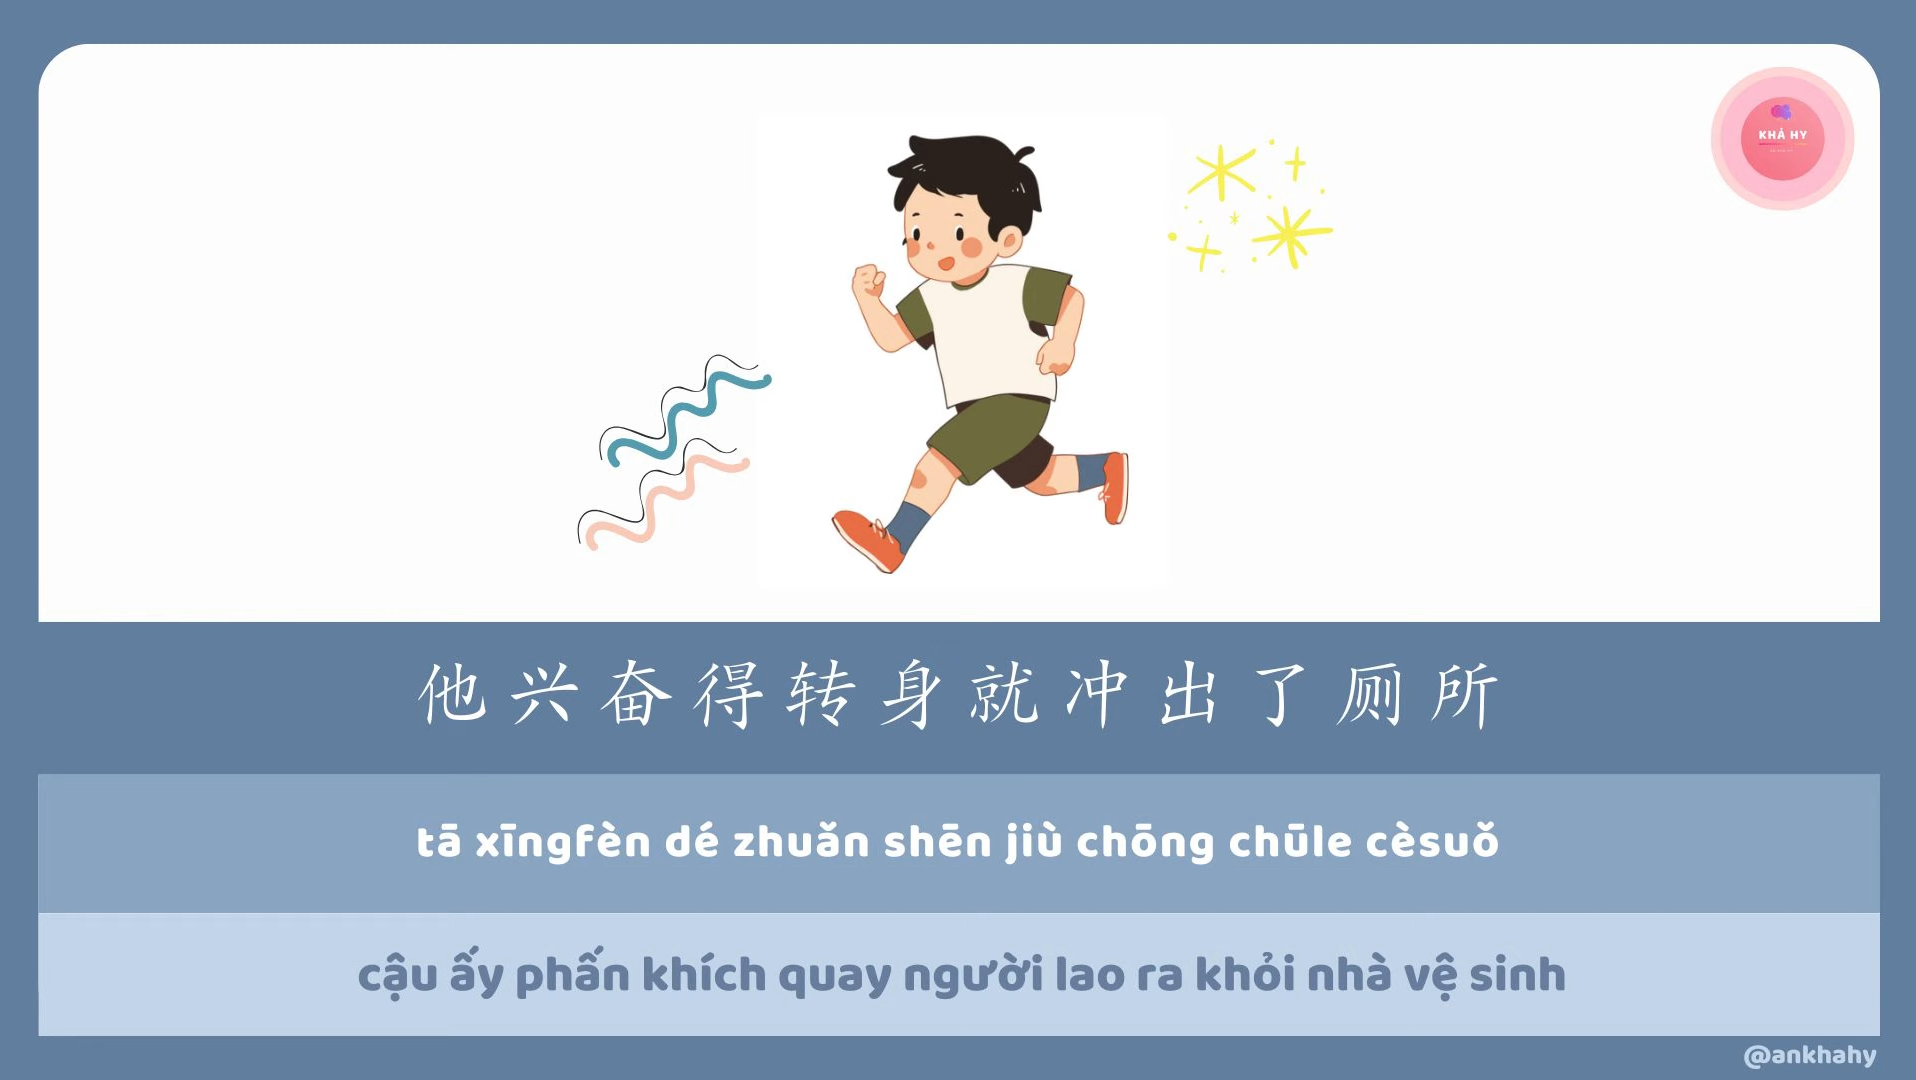 KHẢ HY
他兴奋得转身就冲出了厕所
tā xīngfèn dé zhuǎn shēn jiù chōng chūle cèsuǒ
cậu ấy phấn khích quay người lao ra khỏi nhà vệ sinh
@ankhahy